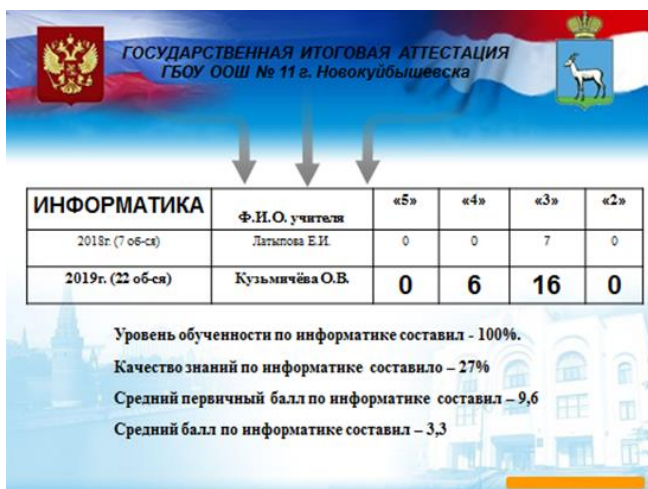 ГОСУДАРСТВЕННАЯ ИТОГОВАЯ АТТЕСТАЦИЯ
ГБОУ ООШ № 11 г. Новокуйбышевска
ИНФОРМАТИКА Ф.И.О. учителя «5» «4» «3» «2»
2018г. (7 об-ся) Латыпова Е.И. 0 0 7 0
2019г. (22 об-ся) Кузьмичёва О.В. 0 6 16 0
Уровень обученности по информатике составил - 100%.
Качество знаний по информатике составило – 27%
Средний первичный балл по информатике составил – 9,6
Средний балл по информатике составил – 3,3